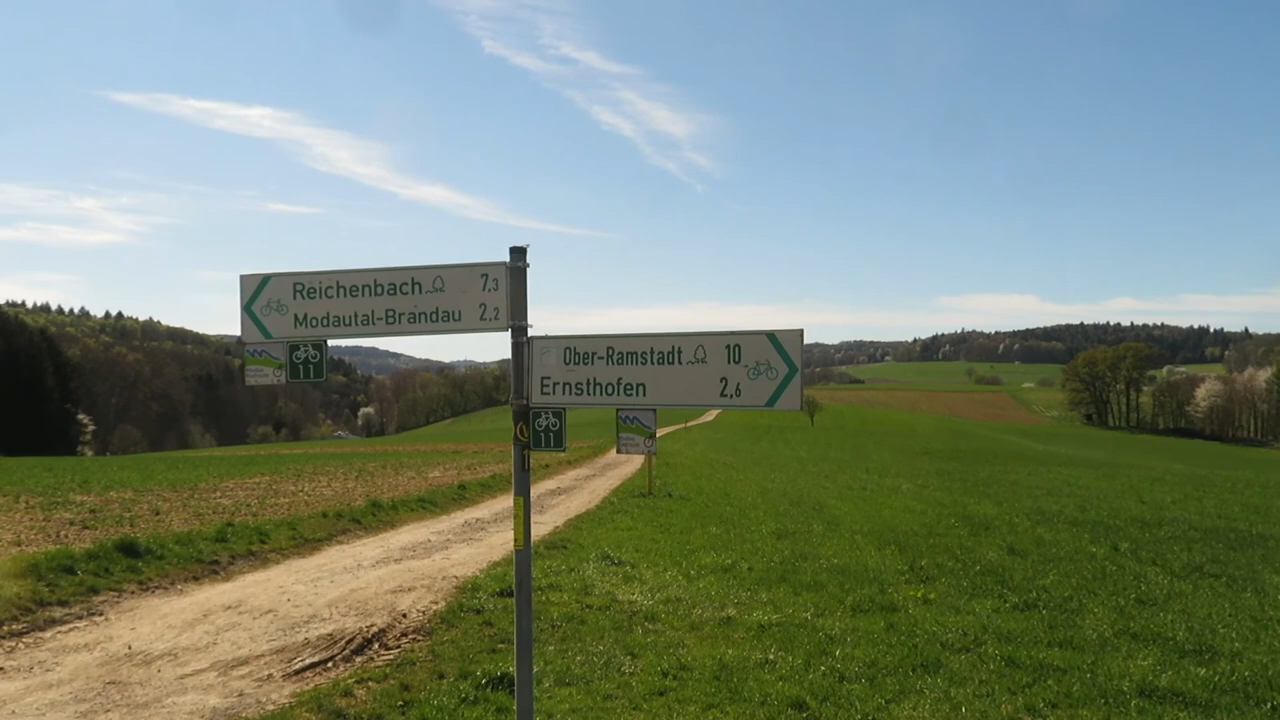 Reichenbach 7,3
Modautal-Brandau 2,2
11
Ober-Ramstadt 10
Ernsthofen 2,6
11